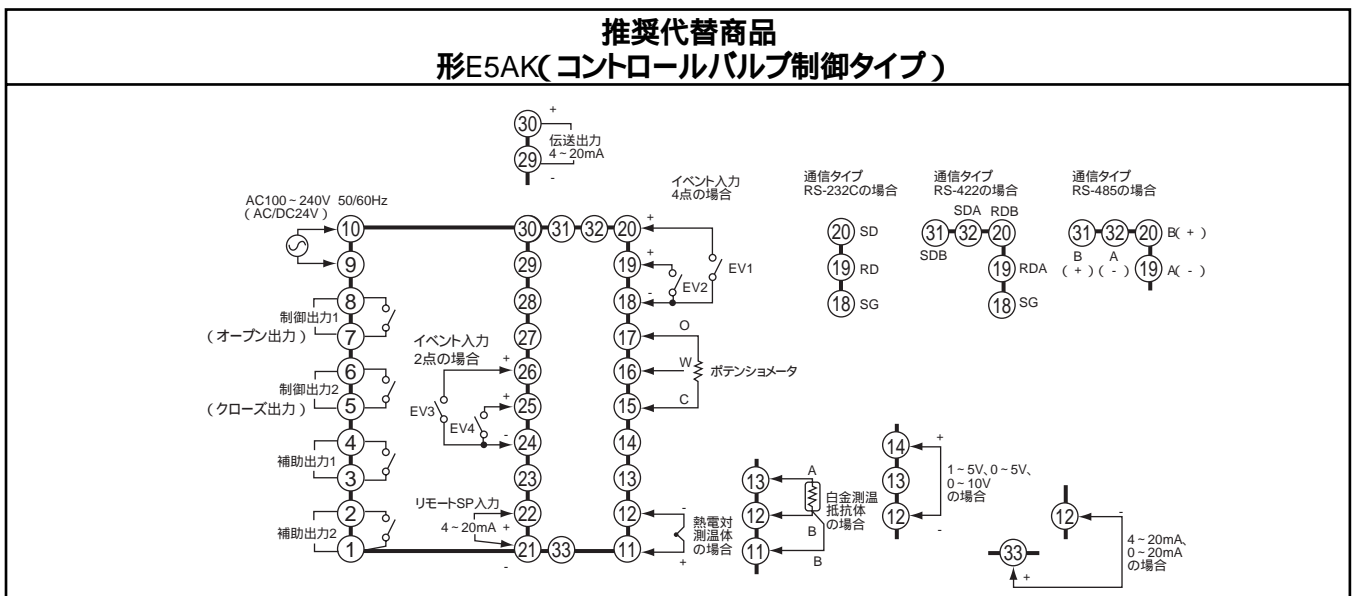 推奨代替商品
形E5AK(コントロールバルブ制御タイプ)
30
+
伝送出力
4~20mA
29
-
AC100~240V 50/60Hz
(AC/DC24V)
10
9
8
制御出力1
(オープン出力)
7
6
制御出力2
(クローズ出力)
5
4
補助出力1
3
2
補助出力2
1
30
31
32
20
29
28
27
イベント入力
2点の場合
+
26
+
25
EV3
EV4
-
24
23
リモートSP入力
22
4~20mA
+
21
-
33
イベント入力
4点の場合
+
+
19
EV1
EV2
-
18
17
O
16
W
ポテンショメータ
15
C
14
13
12
-
熱電対
測温体
の場合
11
+
通信タイプ
RS-232Cの場合
20 SD
19 RD
18 SG
通信タイプ
RS-422の場合
SDA RDB
31 32 20
SDB
19 RDA
18 SG
通信タイプ
RS-485の場合
31 32 20 B(+)
B A
(+)(-)
19 A(-)
13
A
白金測温
抵抗体
の場合
12
B
11
B
14
+
1~5V、0~5V、
0~10V
の場合
13
12
-
12
-
4~20mA、
0~20mA
の場合
33
+